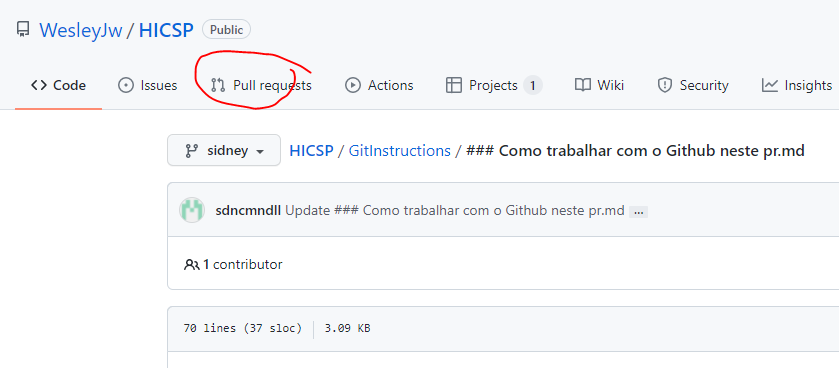 WesleyJw / HICSP Public
Code Issues Pull requests Actions Projects 1 Wiki Security Insights
sidney HICSP / GitInstructions / ### Como trabalhar com o Github neste pr.md
sdncmndll Update ### Como trabalhar com o Github neste pr.md ...
1 contributor
70 lines (37 sloc) 3.09 KB